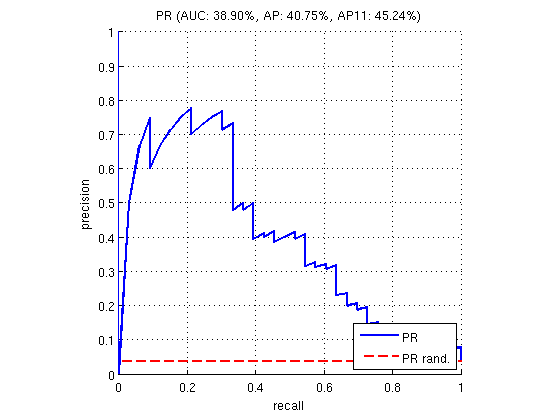 PR (AUC: 38.90%, AP: 40.75%, AP11: 45.24%)
1
0.9
0.8
0.7
0.6
0.5
0.4
0.3
0.2
0.1
0
precision
PR
PR rand.
0 0.2 0.4 0.6 0.8 1
recall